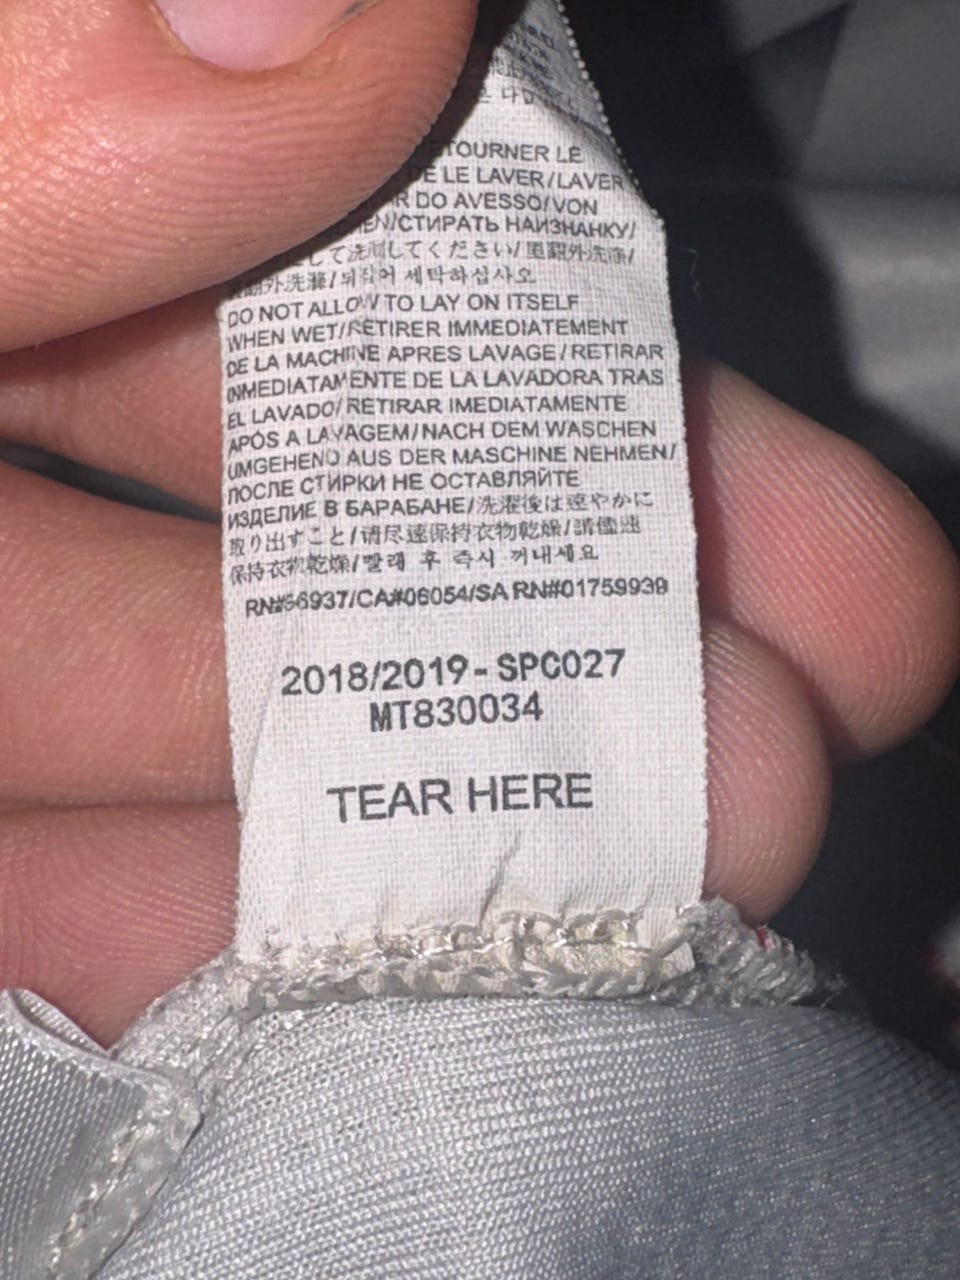 TOURNER LE
DE LE LAVER/LAVER
DO AVESSO/VON
/СТИРАТЬ НАИЗНАНКУ/
して洗濯してください/里翻外洗涤/
翻外洗滌/뒤집어 세탁하십시오
DO NOT ALLOW TO LAY ON ITSELF
WHEN WET/RETIRER IMMEDIATEMENT
DE LA MACHINE APRES LAVAGE/RETIRAR
INMEDIATAMENTE DE LA LAVADORA TRAS
EL LAVADO/RETIRAR IMEDIATAMENTE
APÓS A LAVAGEM/NACH DEM WASCHEN
UMGEHEND AUS DER MASCHINE NEHMEN/
ПОСЛЕ СТИРКИ НЕ ОСТАВЛЯЙТЕ
ИЗДЕЛИЕ В БАРАБАНЕ/洗濯後は速やかに
取り出すこと/请尽速保持衣物乾燥/請儘速
保持衣物乾燥/빨래 후 즉시 꺼내세요
RN#56937/CA#06054/SA RN#01759939
2018/2019 - SPC027
MT830034
TEAR HERE